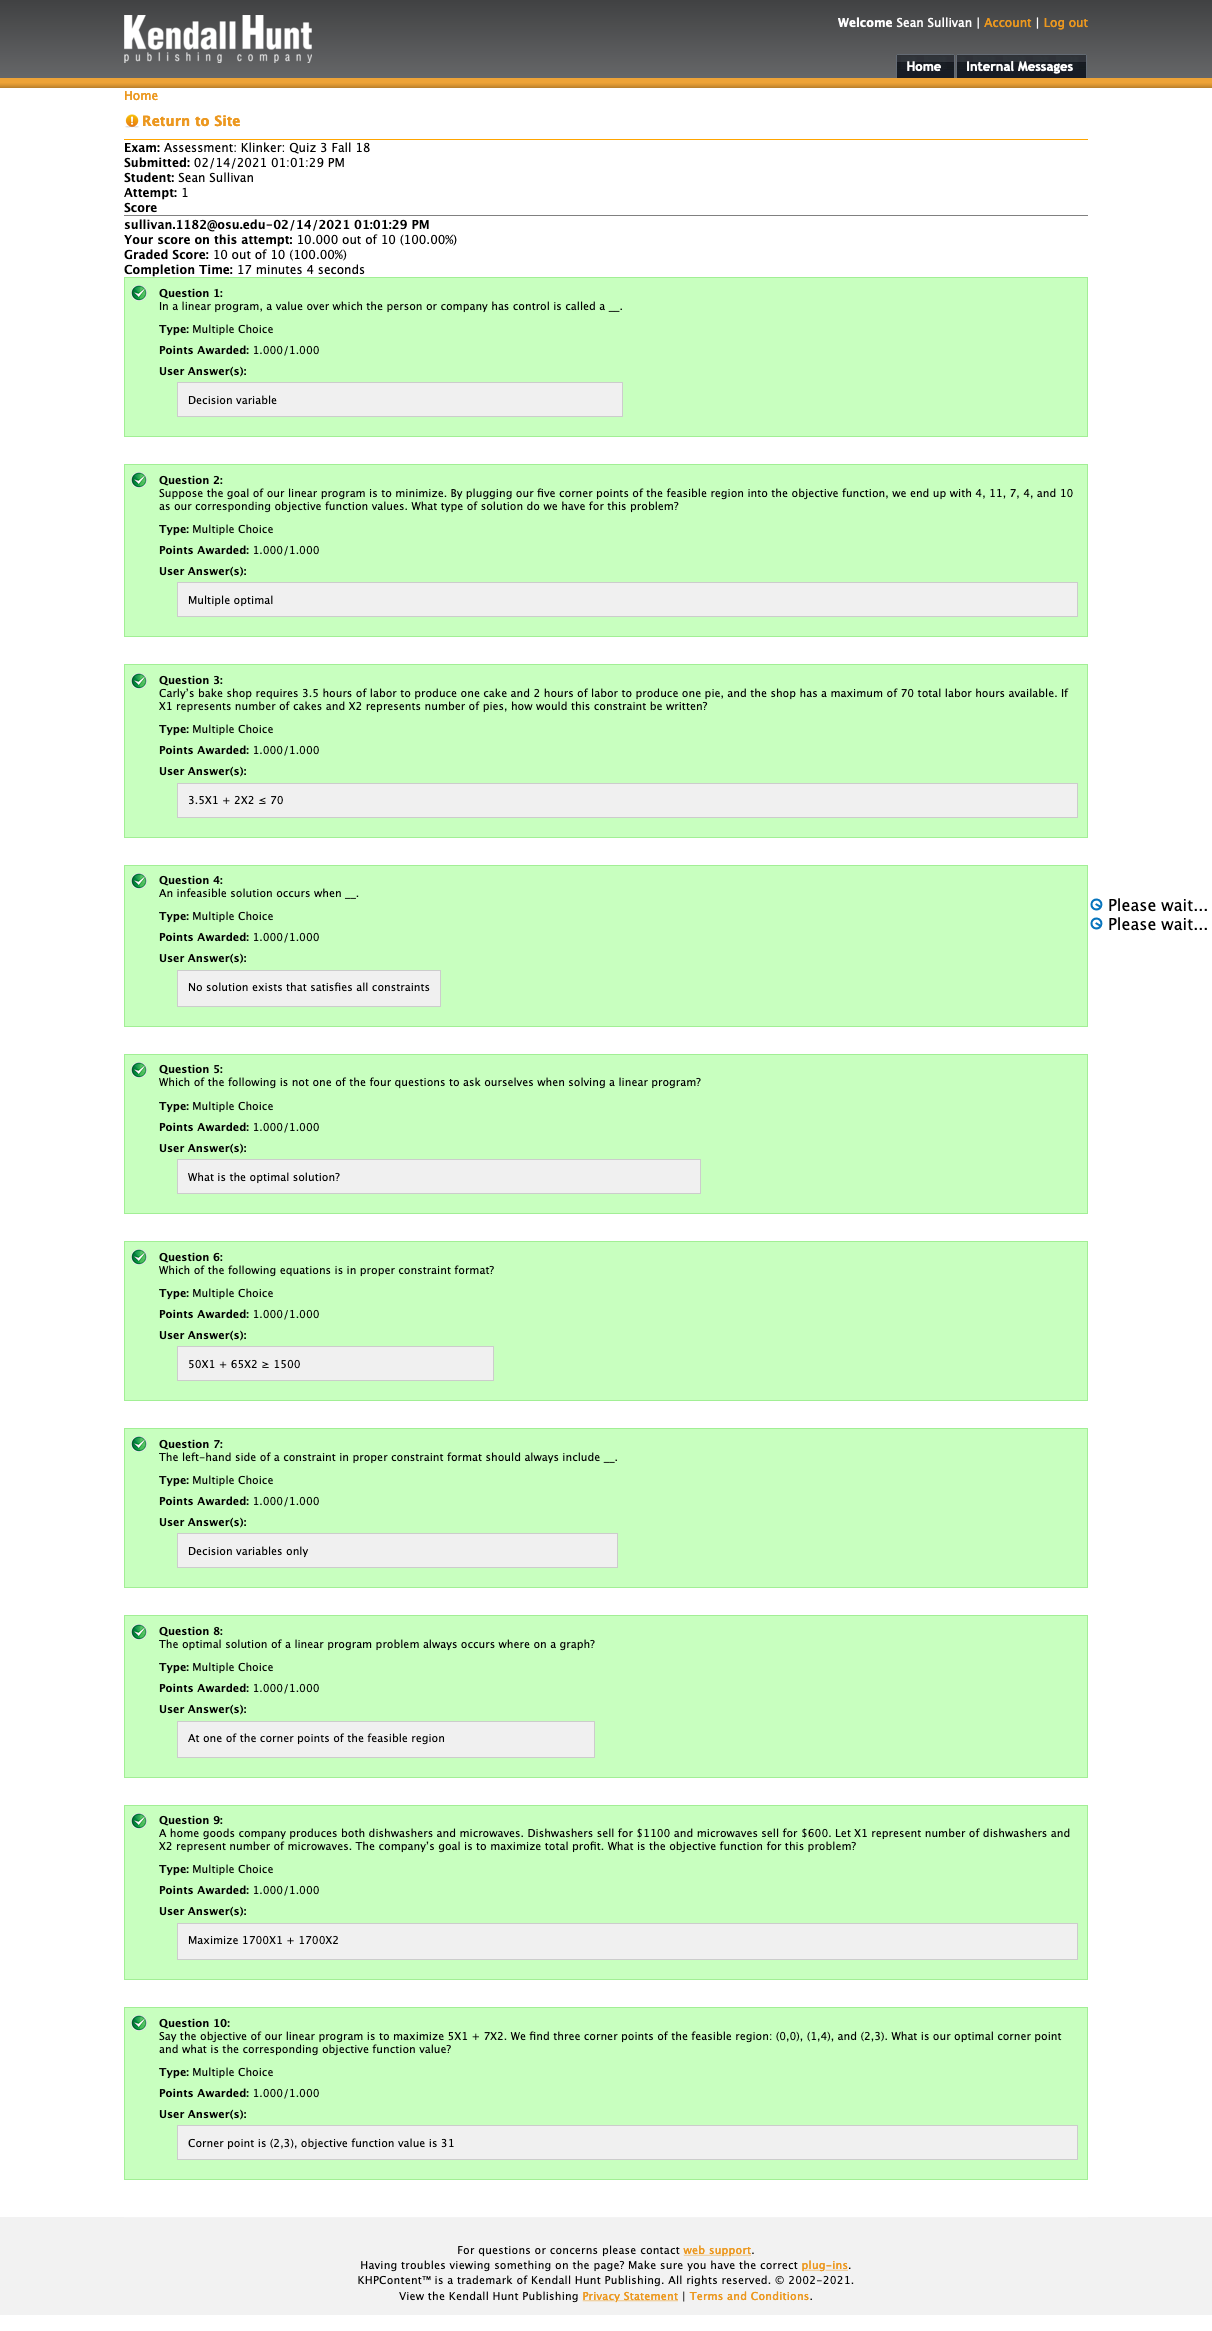 KendallHunt
publishing company
Welcome Sean Sullivan | Account | Log out
Home
Internal Messages
Home
Return to Site
Exam: Assessment: Klinker: Quiz 3 Fall 18
Submitted: 02/14/2021 01:01:29 PM
Student: Sean Sullivan
Attempt: 1
Score
sullivan.1182@osu.edu-02/14/2021 01:01:29 PM
Your score on this attempt: 10.000 out of 10 (100.00%)
Graded Score: 10 out of 10 (100.00%)
Completion Time: 17 minutes 4 seconds
Question 1:
In a linear program, a value over which the person or company has control is called a __.
Type: Multiple Choice
Points Awarded: 1.000/1.000
User Answer(s):
Decision variable
Question 2:
Suppose the goal of our linear program is to minimize. By plugging our five corner points of the feasible region into the objective function, we end up with 4, 11, 7, 4, and 10
as our corresponding objective function values. What type of solution do we have for this problem?
Type: Multiple Choice
Points Awarded: 1.000/1.000
User Answer(s):
Multiple optimal
Question 3:
Carly's bake shop requires 3.5 hours of labor to produce one cake and 2 hours of labor to produce one pie, and the shop has a maximum of 70 total labor hours available. If
X1 represents number of cakes and X2 represents number of pies, how would this constraint be written?
Type: Multiple Choice
Points Awarded: 1.000/1.000
User Answer(s):
3.5X1 + 2X2 ≤ 70
Question 4:
An infeasible solution occurs when __.
Type: Multiple Choice
Points Awarded: 1.000/1.000
User Answer(s):
No solution exists that satisfies all constraints
Please wait...
Please wait...
Question 5:
Which of the following is not one of the four questions to ask ourselves when solving a linear program?
Type: Multiple Choice
Points Awarded: 1.000/1.000
User Answer(s):
What is the optimal solution?
Question 6:
Which of the following equations is in proper constraint format?
Type: Multiple Choice
Points Awarded: 1.000/1.000
User Answer(s):
50X1 + 65X2 ≥ 1500
Question 7:
The left-hand side of a constraint in proper constraint format should always include __.
Type: Multiple Choice
Points Awarded: 1.000/1.000
User Answer(s):
Decision variables only
Question 8:
The optimal solution of a linear program problem always occurs where on a graph?
Type: Multiple Choice
Points Awarded: 1.000/1.000
User Answer(s):
At one of the corner points of the feasible region
Question 9:
A home goods company produces both dishwashers and microwaves. Dishwashers sell for $1100 and microwaves sell for $600. Let X1 represent number of dishwashers and
X2 represent number of microwaves. The company's goal is to maximize total profit. What is the objective function for this problem?
Type: Multiple Choice
Points Awarded: 1.000/1.000
User Answer(s):
Maximize 1700X1 + 1700X2
Question 10:
Say the objective of our linear program is to maximize 5X1 + 7X2. We find three corner points of the feasible region: (0,0), (1,4), and (2,3). What is our optimal corner point
and what is the corresponding objective function value?
Type: Multiple Choice
Points Awarded: 1.000/1.000
User Answer(s):
Corner point is (2,3), objective function value is 31
For questions or concerns please contact web support.
Having troubles viewing something on the page? Make sure you have the correct plug-ins.
KHPContent™ is a trademark of Kendall Hunt Publishing. All rights reserved. © 2002-2021.
View the Kendall Hunt Publishing Privacy Statement | Terms and Conditions.